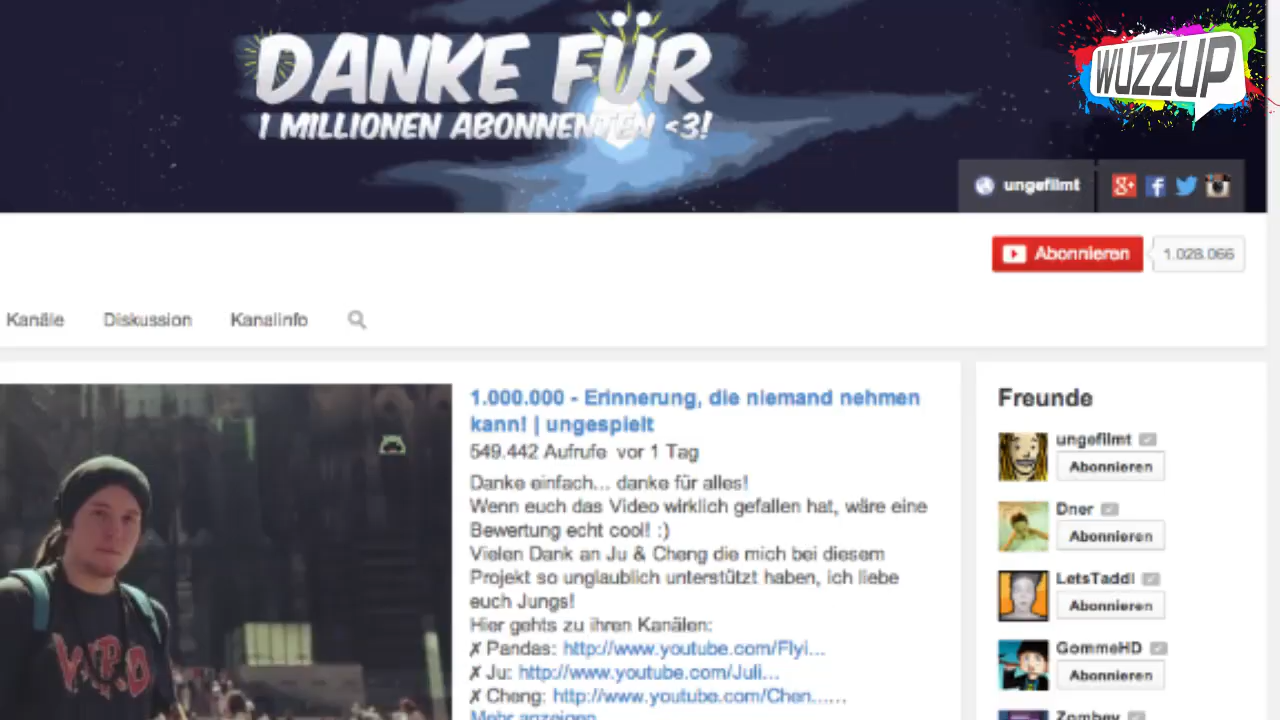 DANKE FÜR
1 MILLIONEN ABONNENTEN <3!
WUZZUP
ungefilmt
Abonnieren
1.028.066
Kanäle
Diskussion
Kanalinfo
1.000.000 - Erinnerung, die niemand nehmen
kann! | ungespielt
549.442 Aufrufe vor 1 Tag
Danke einfach... danke für alles!
Wenn euch das Video wirklich gefallen hat, wäre eine
Bewertung echt cool! :)
Vielen Dank an Ju & Cheng die mich bei diesem
Projekt so unglaublich unterstützt haben, ich liebe
euch Jungs!
Hier gehts zu ihren Kanälen:
✗ Pandas: http://www.youtube.com/Flyi...
✗ Ju: http://www.youtube.com/Juli...
✗ Cheng: http://www.youtube.com/Chen......
Mehr anzeigen
Freunde
ungefilmt
Abonnieren
Dner
Abonnieren
LetsTaddl
Abonnieren
GommeHD
Abonnieren
Zombey